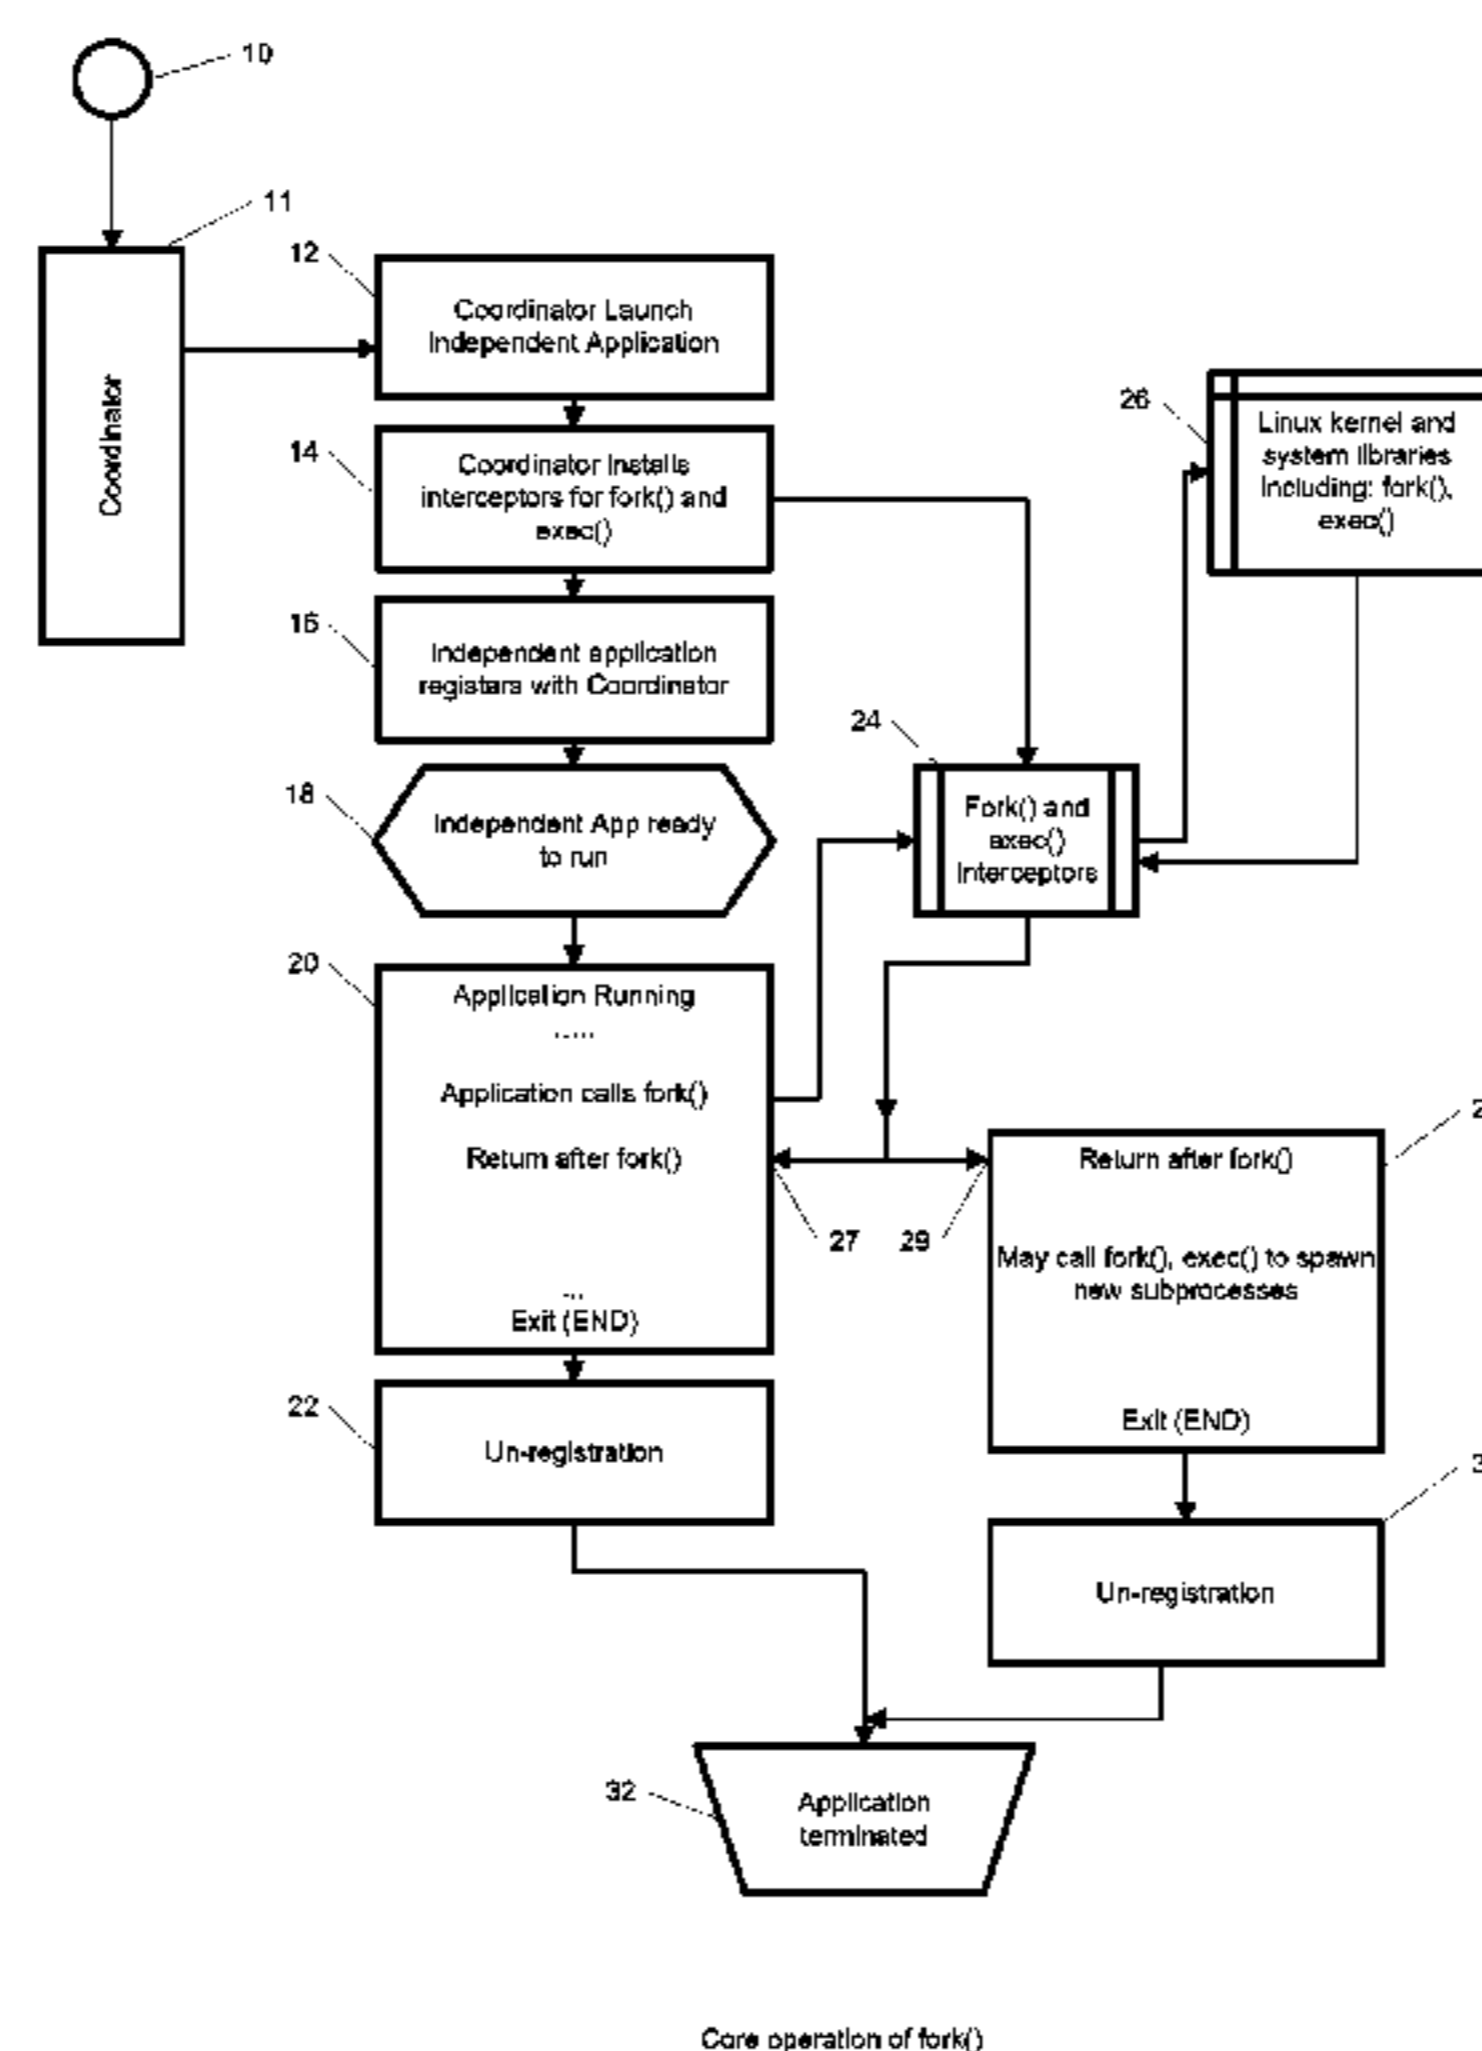 10
11
12
Coordinator Launch
Independent Application
Coordinator
26
Linux kernel and
system libraries
Including: fork(),
exec()
14
Coordinator Installs
interceptors for fork() and
exec()
16
Independent application
registers with Coordinator
24
Fork() and
exec()
Interceptors
18
Independent App ready
to run
20
Application Running
.....
Application calls fork()
Return after fork()
...
Exit (END)
27
29
2
Return after fork()
May call fork(), exec() to spawn
new subprocesses
Exit (END)
22
Un-registration
3
Un-registration
32
Application
terminated
Core operation of fork()